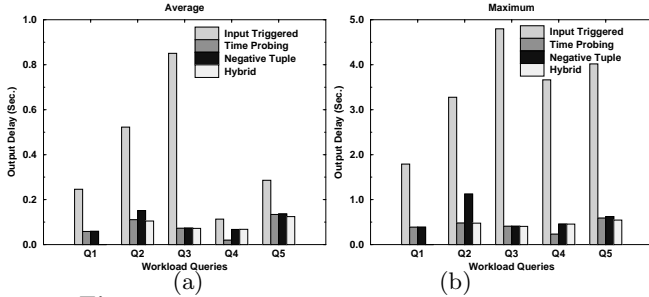 Average
Output Delay (Sec.)
1.0
0.8
0.6
0.4
0.2
0.0
Input Triggered
Time Probing
Negative Tuple
Hybrid
Q1 Q2 Q3 Q4 Q5
Workload Queries
(a)
Maximum
Output Delay (Sec.)
5.0
4.0
3.0
2.0
1.0
0.0
Input Triggered
Time Probing
Negative Tuple
Hybrid
Q1 Q2 Q3 Q4 Q5
Workload Queries
(b)